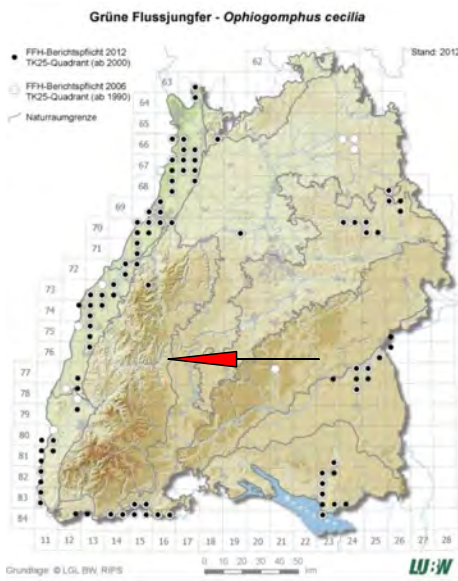 Grüne Flussjungfer - Ophiogomphus cecilia
FFH-Berichtspflicht 2012
TK25-Quadrant (ab 2000)
FFH-Berichtspflicht 2006
TK25-Quadrant (ab 1990)
Naturraumgrenze
Stand: 2012
62
63
64
65
66
67
68
69
70
71
72
73
74
75
76
77
78
79
80
81
82
83
84
11 12 13 14 15 16 17 18 19 20 21 22 23 24 25 26 27 28
Grundlage: © LGL BW, RIPS
0 10 20 30 40 50
km
LUBW